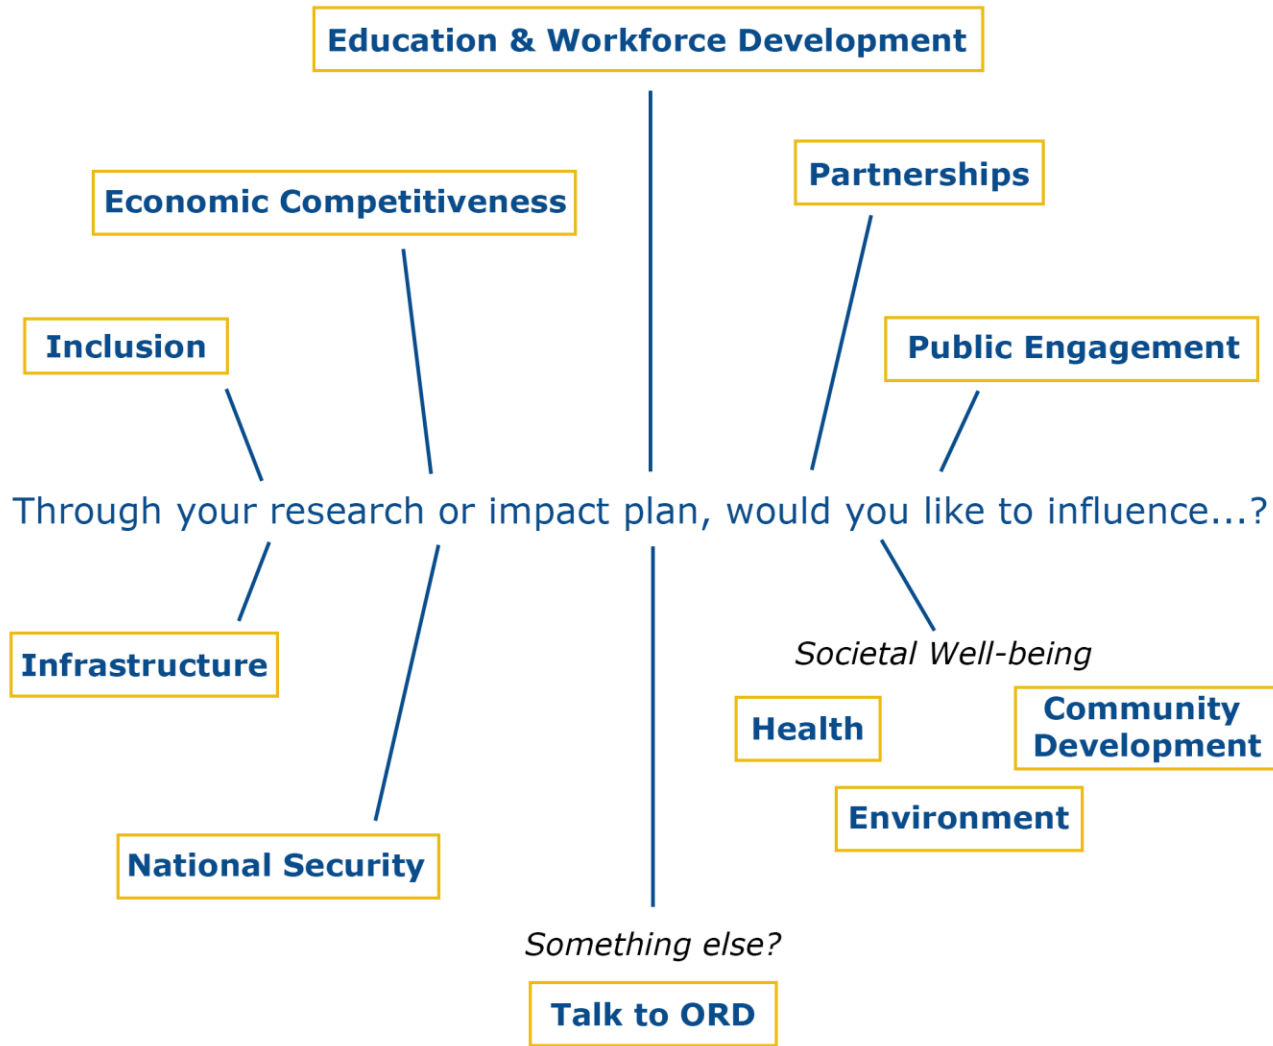 Education & Workforce Development
Partnerships
Economic Competitiveness
Inclusion
Public Engagement
Through your research or impact plan, would you like to influence...?
Infrastructure
Societal Well-being
Health
Community
Development
Environment
National Security
Something else?
Talk to ORD